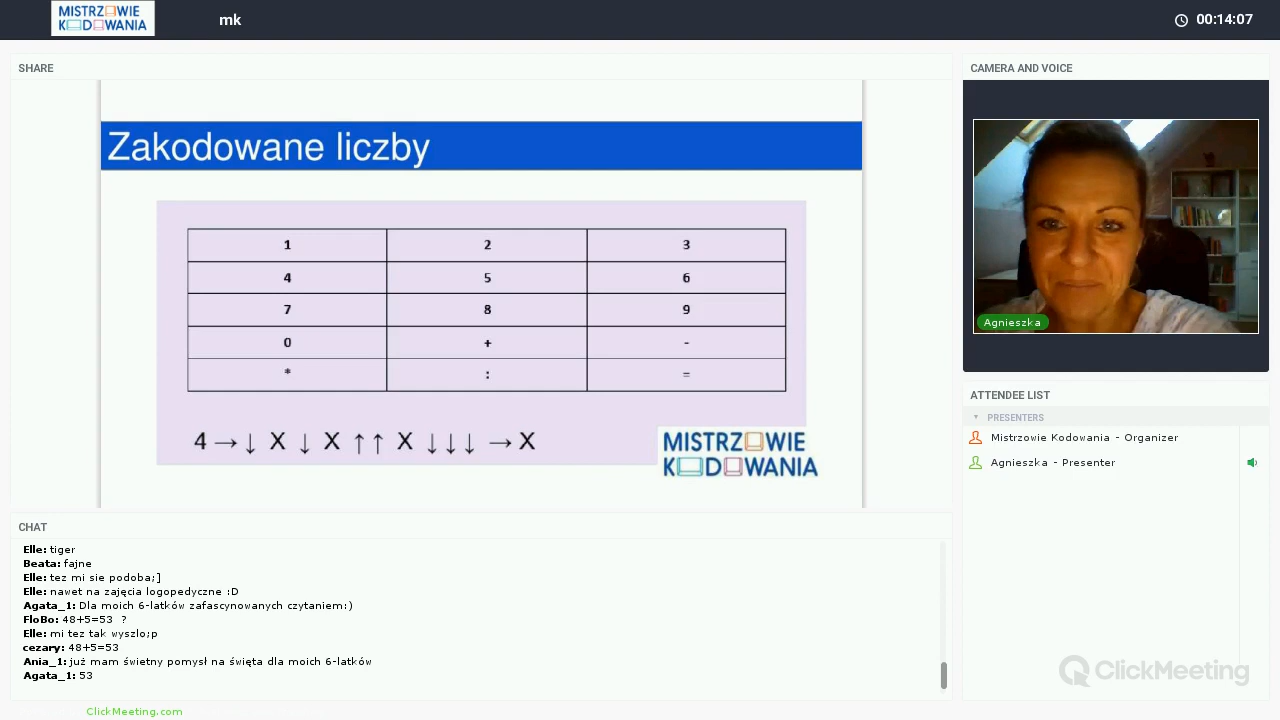 MISTRZOWIE
KODOWANIA
mk
00:14:07
SHARE
Zakodowane liczby
1 2 3
4 5 6
7 8 9
0 + -
* : =
4 → ↓ X ↓ X ↑ ↑ X ↓ ↓ ↓ → X
MISTRZOWIE
KODOWANIA
CAMERA AND VOICE
Agnieszka
ATTENDEE LIST
PRESENTERS
Mistrzowie Kodowania - Organizer
Agnieszka - Presenter
CHAT
Elle: tiger
Beata: fajne
Elle: tez mi sie podoba;]
Elle: nawet na zajęcia logopedyczne :D
Agata_1: Dla moich 6-latków zafascynowanych czytaniem:)
FloBo: 48+5=53 ?
Elle: mi tez tak wyszlo;p
cezary: 48+5=53
Ania_1: już mam świetny pomysł na święta dla moich 6-latków
Agata_1: 53
ClickMeeting
ClickMeeting.com